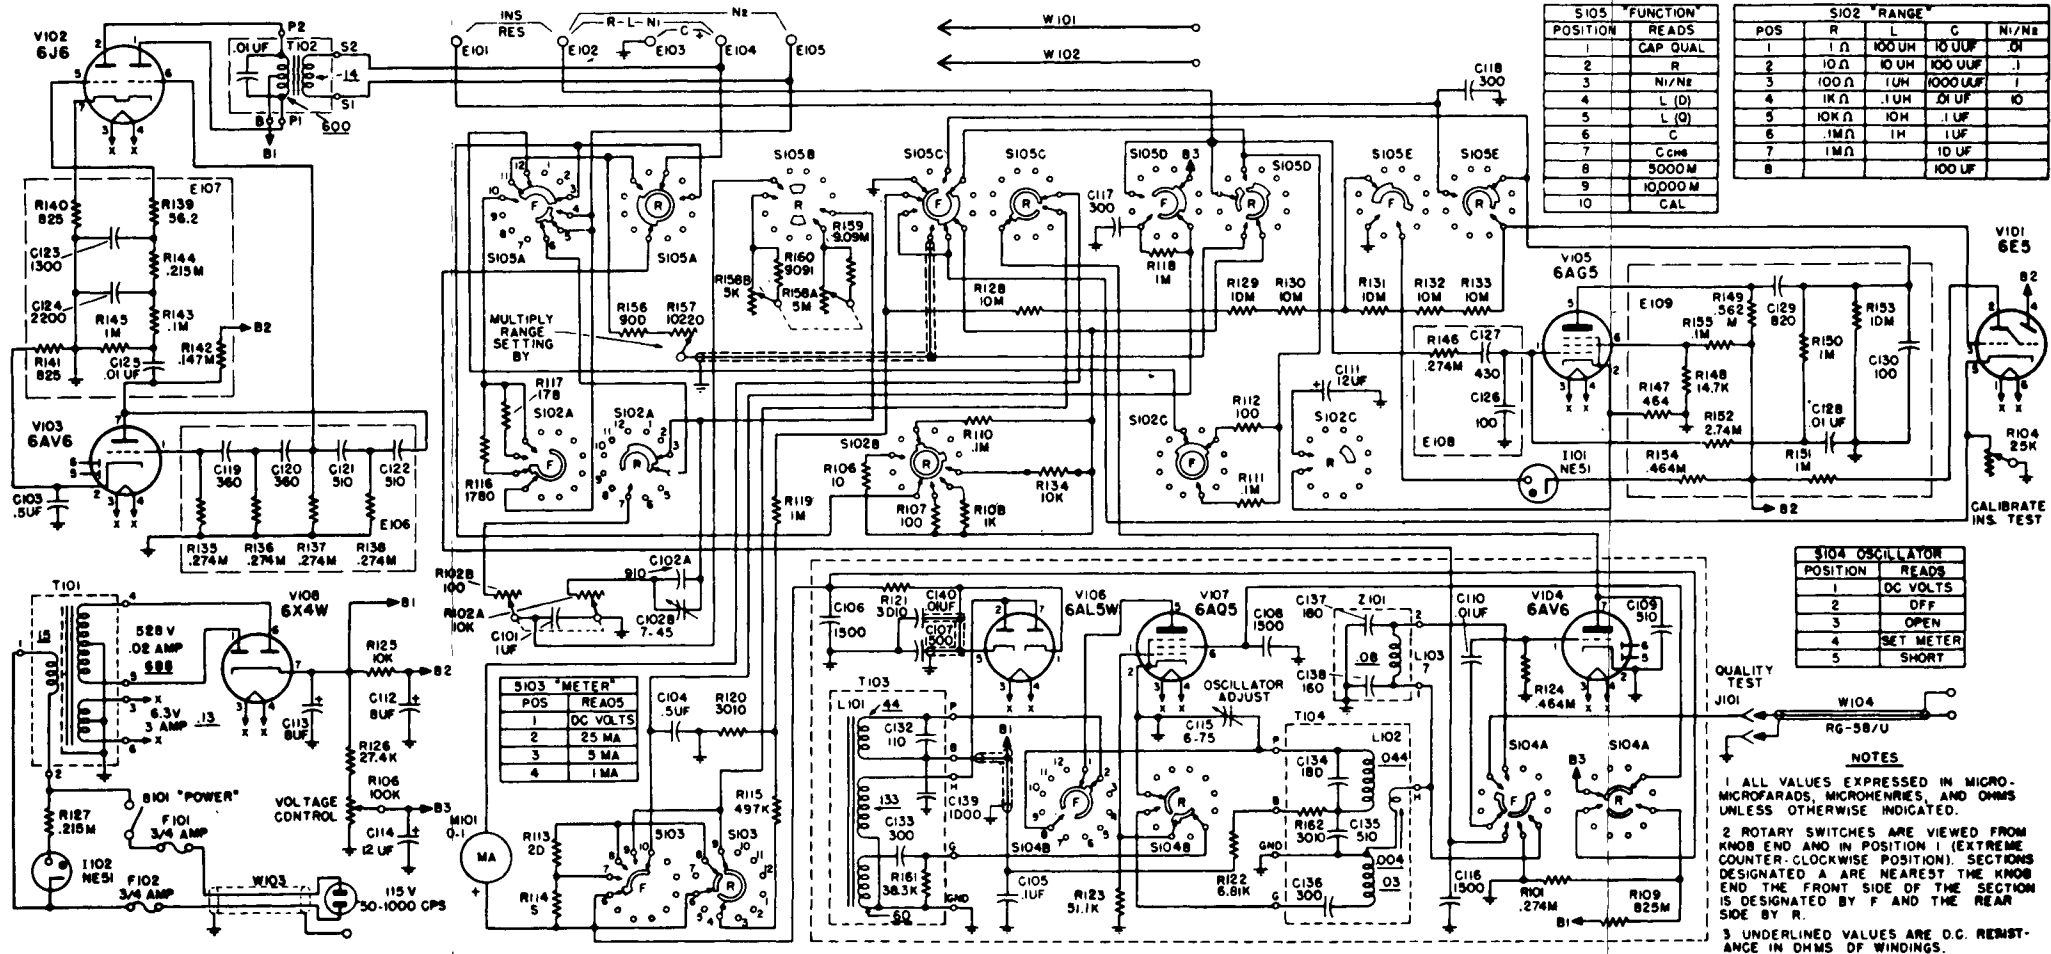 V102
6J6
.01UF
T102
P2
S2
14
S1
B
P1
600
B1
INS
RES
R-L-N1
N2
C +
E101
E102
E103
E104
E105
W101
W102
C118
300
S105 "FUNCTION"
POSITION READS
1 CAP QUAL
2 R
3 N1/N2
4 L (D)
5 L (Q)
6 C
7 C CHG
8 5000 M
9 10,000 M
10 CAL
S102 "RANGE"
POS R L C N1/N2
1 1 Ω 100 UH 10 UUF .01
2 10 Ω 10 UH 100 UUF .1
3 100 Ω 1 UH 1000 UUF 1
4 1K Ω .1 UH .01 UF 10
5 10K Ω 10H .1 UF
6 .1M Ω 1H 1UF
7 1M Ω 10 UF
8 100 UF
E107
R140
825
R139
56.2
C123
1300
R144
.215M
C124
2200
R145
1M
R143
.1M
R141
825
C125
.01 UF
R142
.147M
B2
S105A
S105A
S105B
S105C
S105C
S105D
B3
S105D
S105E
S105E
C117
300
R118
1M
R159
9.09M
R160
9091
R158B
5K
R158A
5M
R156
900
R157
10220
MULTIPLY
RANGE
SETTING
BY
R128
10M
R129
10M
R130
10M
R131
10M
R132
10M
R133
10M
V105
6AG5
E109
R149
.562
M
C129
820
R153
10M
R155
.1M
R150
1M
C130
100
R148
14.7K
R147
464
R152
2.74M
C128
.01 UF
R154
.464M
R151
1M
B2
V101
6E5
B2
R104
25K
CALIBRATE
INS. TEST
R146
.274M
C127
430
C126
100
E108
I101
NE51
V103
6AV6
C103
.5UF
C119
360
C120
360
C121
510
C122
510
E106
R135
.274M
R136
.274M
R137
.274M
R138
.274M
R117
178
S102A
S102A
R116
1780
S102B
R106
10
R110
.1M
R134
10K
R107
100
R108
1K
R119
1M
S102C
R112
100
R111
.1M
C111
12UF
S102C
R102B
100
R102A
10K
C101
1UF
C102A
910
C102B
7-45
T101
15
528 V
.02 AMP
686
6.3V
3 AMP
.13
V108
6X4W
B1
R125
10K
B2
C113
8UF
C112
8UF
R126
27.4K
R106
100K
VOLTAGE
CONTROL
B3
C114
12 UF
R127
.215M
S101 "POWER"
F101
3/4 AMP
I102
NE51
F102
3/4 AMP
W103
115 V
50-1000 CPS
S103 "METER"
POS READS
1 DC VOLTS
2 25 MA
3 5 MA
4 1 MA
M101
0-1
MA
C104
.5UF
R120
3010
R115
497K
R113
20
R114
5
S103
S103
C106
1500
R121
3010
C140
.01UF
C107
500
V106
6AL5W
V107
6AQ5
C108
1500
OSCILLATOR
ADJUST
C115
6-75
T103
L101
44
C132
110
133
C133
300
C139
1000
R161
38.3K
60
GND
B1
C105
.1UF
S104B
S104B
R123
51.1K
R122
6.81K
C137
160
Z101
.08
L103
7
C138
160
T104
L102
C134
180
.044
R162
3010
C135
510
.004
.03
C136
300
GND
C110
.01UF
V104
6AV6
C109
510
R124
.464M
S104A
S104A
B3
C116
1500
R101
.274M
R109
825M
B1
S104 OSCILLATOR
POSITION READS
1 DC VOLTS
2 OFF
3 OPEN
4 SET METER
5 SHORT
QUALITY
TEST
J101
W104
RG-58/U
NOTES
1 ALL VALUES EXPRESSED IN MICRO-
MICROFARADS, MICROHENRIES, AND OHMS
UNLESS OTHERWISE INDICATED.
2 ROTARY SWITCHES ARE VIEWED FROM
KNOB END AND IN POSITION 1 (EXTREME
COUNTER-CLOCKWISE POSITION). SECTIONS
DESIGNATED A ARE NEAREST THE KNOB
END THE FRONT SIDE OF THE SECTION
IS DESIGNATED BY F AND THE REAR
SIDE BY R.
3 UNDERLINED VALUES ARE D.C. RESIST-
ANCE IN OHMS OF WINDINGS.